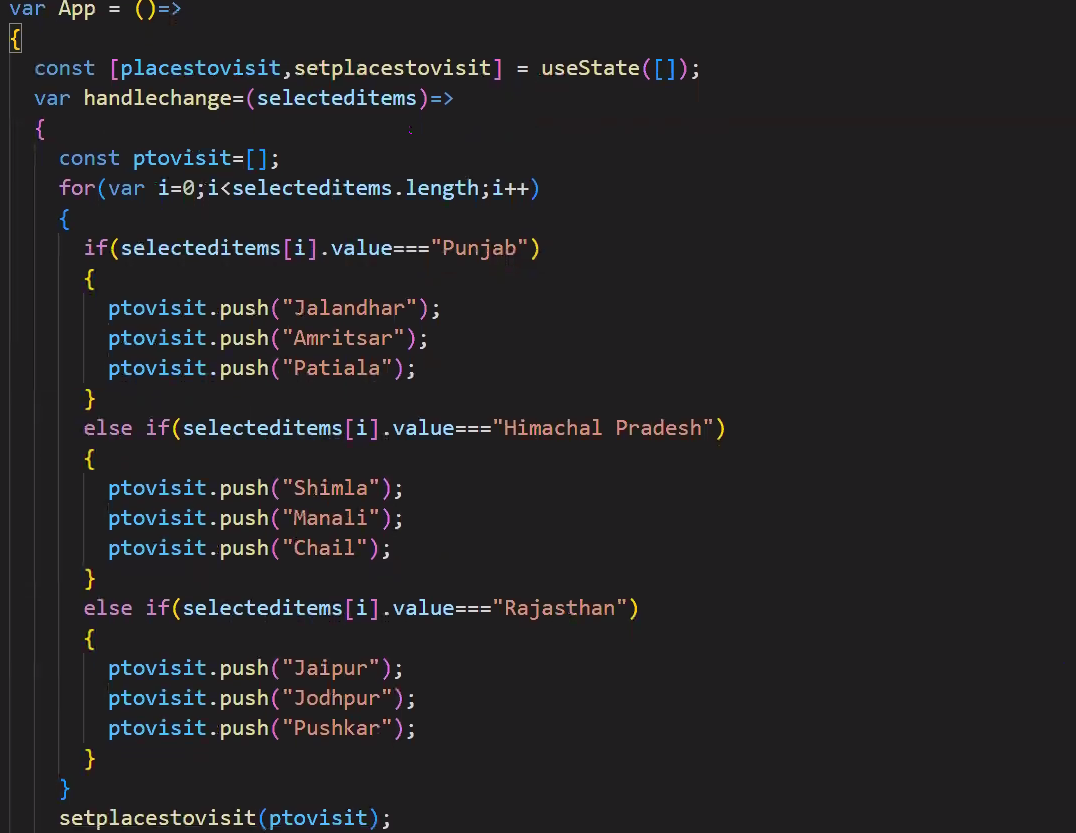 var App = ()=>
{
  const [placestovisit,setplacestovisit] = useState([]);
  var handlechange=(selecteditems)=>
  {
    const ptovisit=[];
    for(var i=0;i<selecteditems.length;i++)
    {
      if(selecteditems[i].value==="Punjab")
      {
        ptovisit.push("Jalandhar");
        ptovisit.push("Amritsar");
        ptovisit.push("Patiala");
      }
      else if(selecteditems[i].value==="Himachal Pradesh")
      {
        ptovisit.push("Shimla");
        ptovisit.push("Manali");
        ptovisit.push("Chail");
      }
      else if(selecteditems[i].value==="Rajasthan")
      {
        ptovisit.push("Jaipur");
        ptovisit.push("Jodhpur");
        ptovisit.push("Pushkar");
      }
    }
    setplacestovisit(ptovisit);